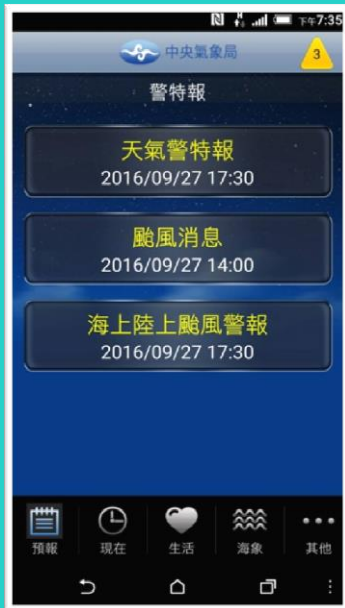 下午7:35
中央氣象局
3
警特報
天氣警特報
2016/09/27 17:30
颱風消息
2016/09/27 14:00
海上陸上颱風警報
2016/09/27 17:30
預報 現在 生活 海象 其他